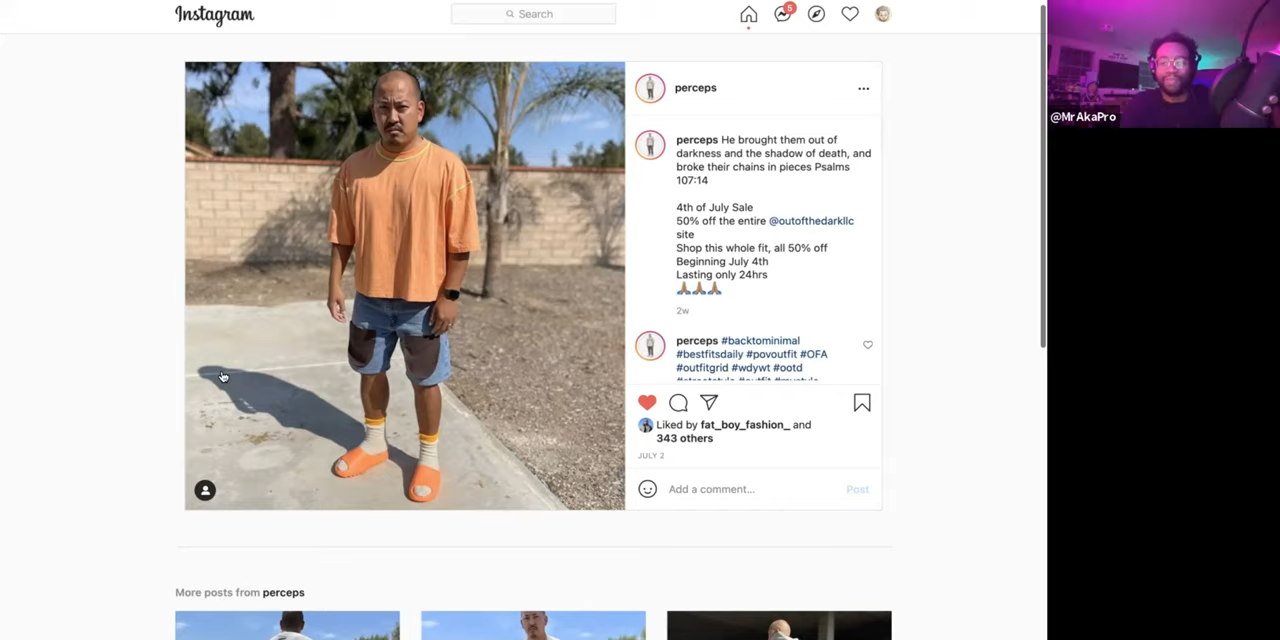 Instagram
Search
5
@MrAkaPro
perceps
perceps He brought them out of
darkness and the shadow of death, and
broke their chains in pieces Psalms
107:14
4th of July Sale
50% off the entire @outofthedarkllc
site
Shop this whole fit, all 50% off
Beginning July 4th
Lasting only 24hrs
🙏🏽🙏🏽🙏🏽
2w
perceps #backtominimal
#bestfitsdaily #povoutfit #OFA
#outfitgrid #wdywt #ootd
Liked by fat_boy_fashion_ and
343 others
JULY 2
Add a comment...
Post
More posts from perceps